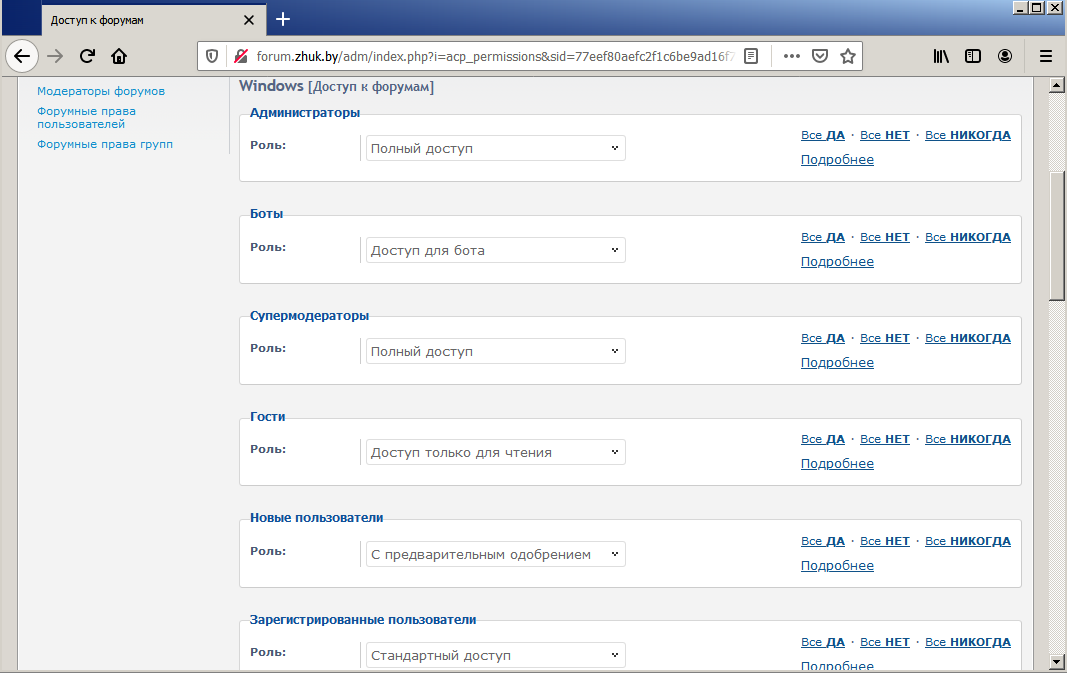 Доступ к форумам
forum.zhuk.by/adm/index.php?i=acp_permissions&sid=77eef80aefc2f1c6be9ad16f
Модераторы форумов
Форумные права
пользователей
Форумные права групп
Windows [Доступ к форумам]
Администраторы
Роль:
Полный доступ
Все ДА · Все НЕТ · Все НИКОГДА
Подробнее
Боты
Роль:
Доступ для бота
Все ДА · Все НЕТ · Все НИКОГДА
Подробнее
Супермодераторы
Роль:
Полный доступ
Все ДА · Все НЕТ · Все НИКОГДА
Подробнее
Гости
Роль:
Доступ только для чтения
Все ДА · Все НЕТ · Все НИКОГДА
Подробнее
Новые пользователи
Роль:
С предварительным одобрением
Все ДА · Все НЕТ · Все НИКОГДА
Подробнее
Зарегистрированные пользователи
Роль:
Стандартный доступ
Все ДА · Все НЕТ · Все НИКОГДА
Подробнее